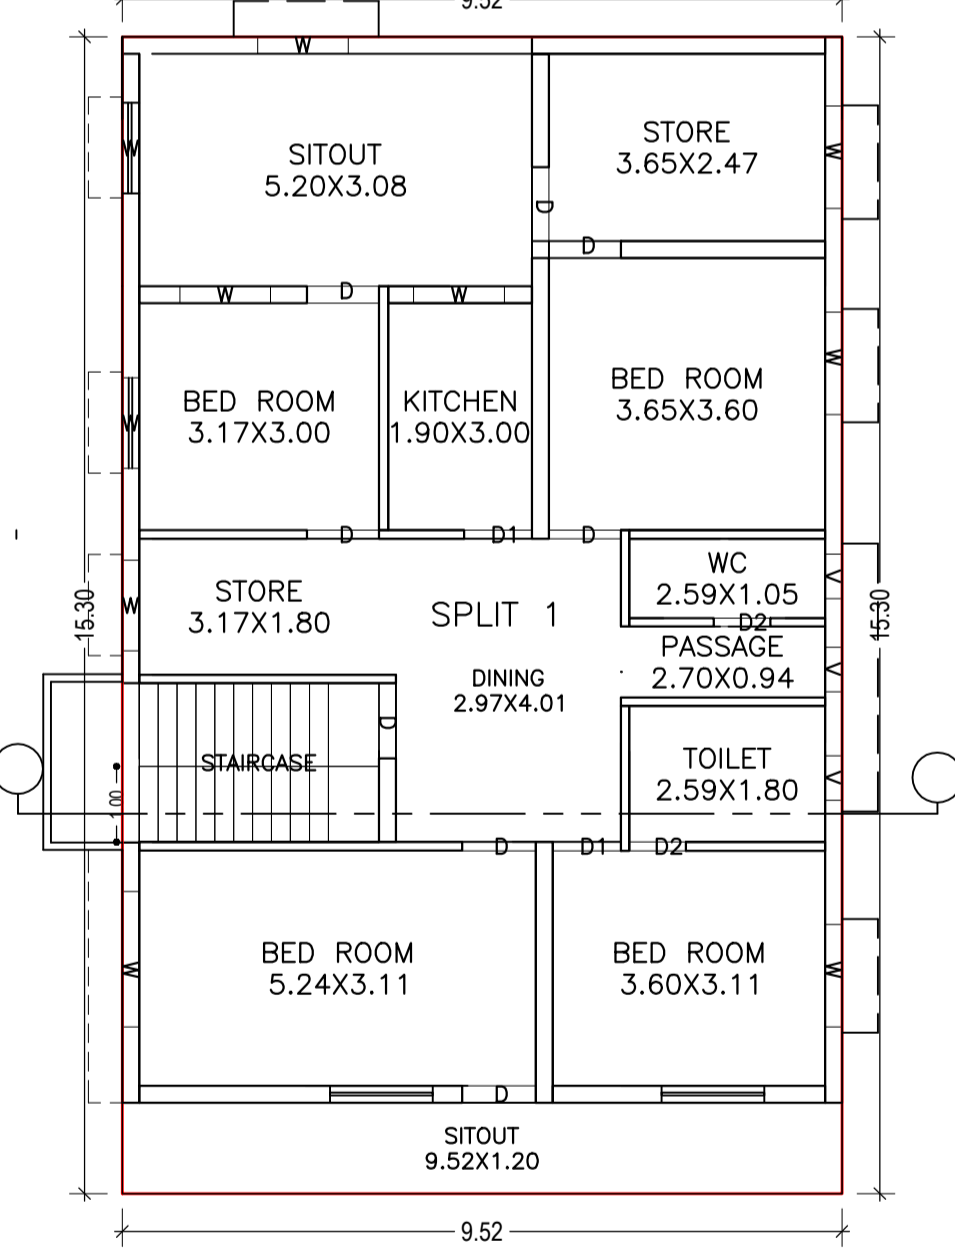 9.52
W
SITOUT
5.20X3.08
STORE
3.65X2.47
W
W
D
D
W
D
W
BED ROOM
3.17X3.00
KITCHEN
1.90X3.00
BED ROOM
3.65X3.60
W
W
D
D1
D
STORE
3.17X1.80
W
SPLIT 1
WC
2.59X1.05
V
D2
15.30
15.30
PASSAGE
2.70X0.94
V
DINING
2.97X4.01
D
STAIRCASE
1.00
TOILET
2.59X1.80
V
D
D1
D2
BED ROOM
5.24X3.11
BED ROOM
3.60X3.11
W
W
D
SITOUT
9.52X1.20
9.52